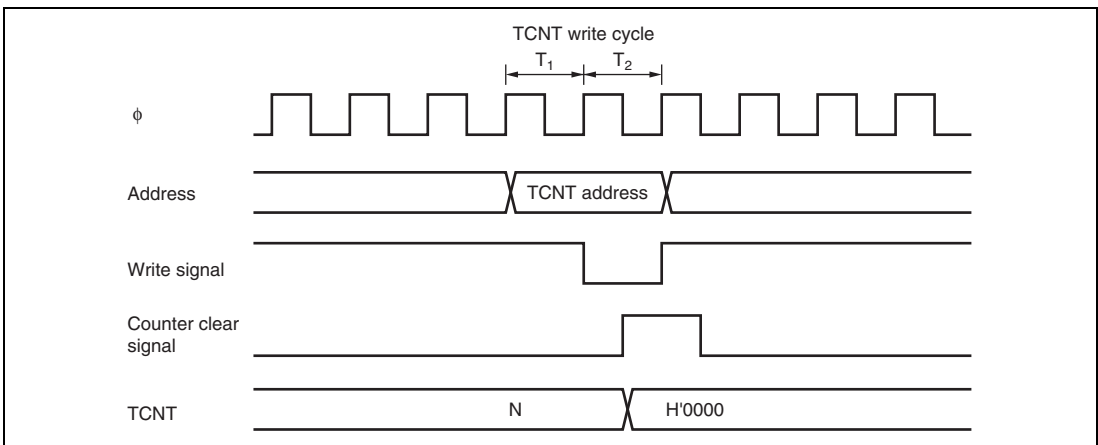 TCNT write cycle
T₁ T₂
ϕ
Address
TCNT address
Write signal
Counter clear
signal
TCNT
N
H'0000